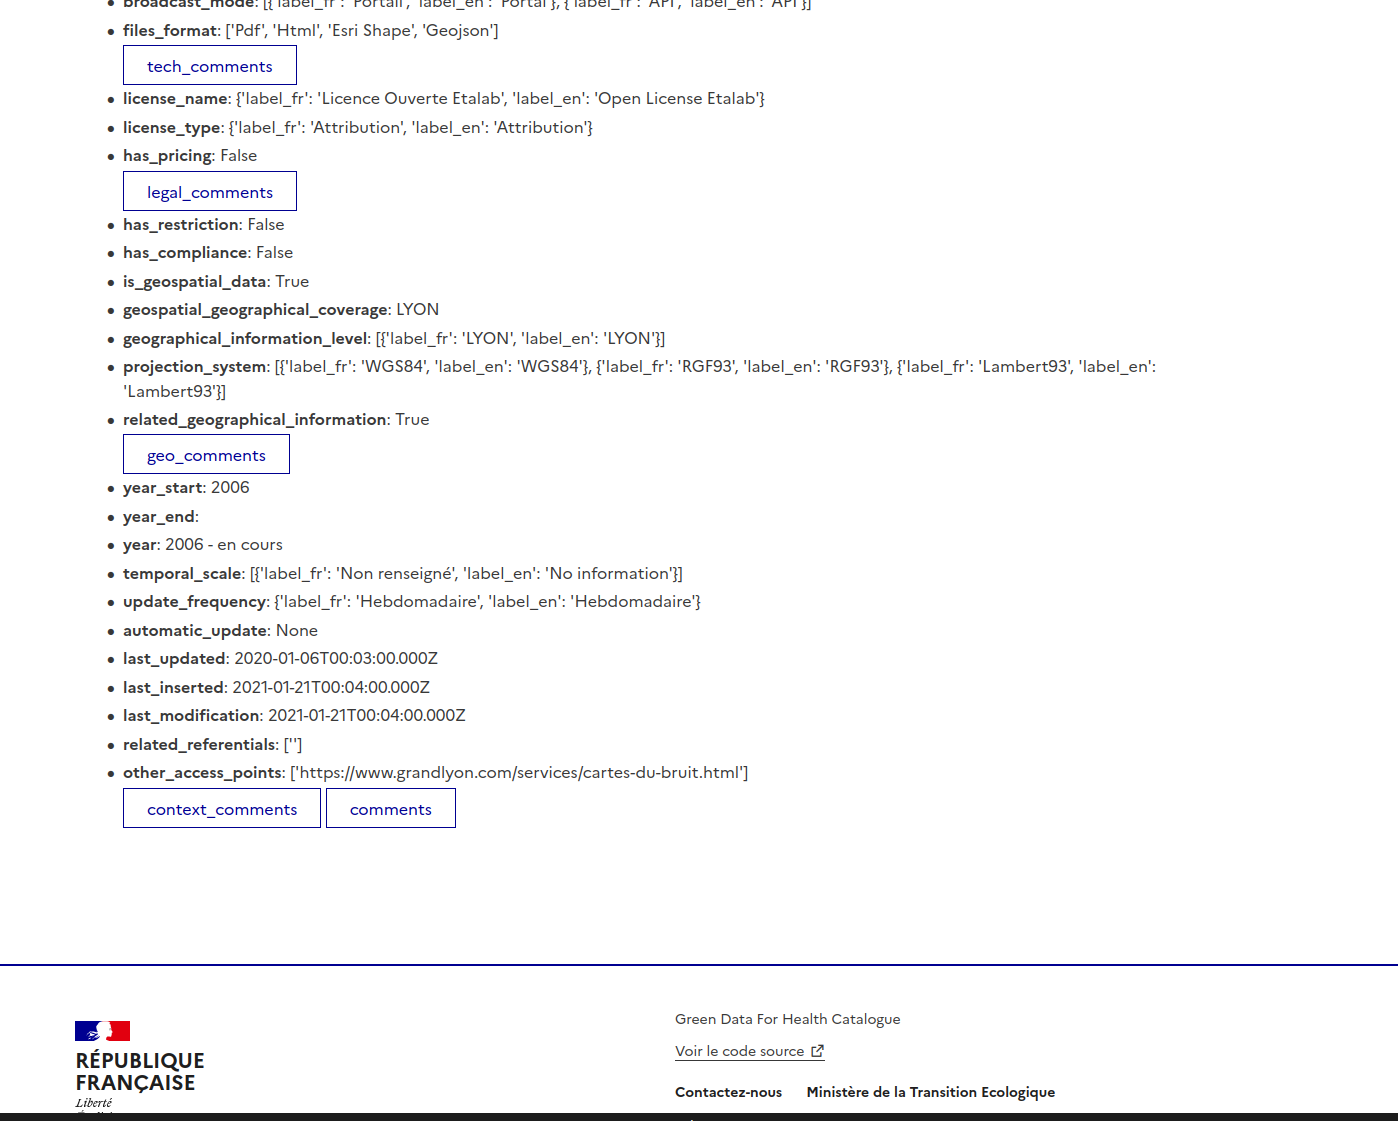 broadcast_mode: [{'label_fr': 'Portail', 'label_en': 'Portal'}, {'label_fr': 'API', 'label_en': 'API'}]
files_format: ['Pdf', 'Html', 'Esri Shape', 'Geojson']
tech_comments
license_name: {'label_fr': 'Licence Ouverte Etalab', 'label_en': 'Open License Etalab'}
license_type: {'label_fr': 'Attribution', 'label_en': 'Attribution'}
has_pricing: False
legal_comments
has_restriction: False
has_compliance: False
is_geospatial_data: True
geospatial_geographical_coverage: LYON
geographical_information_level: [{'label_fr': 'LYON', 'label_en': 'LYON'}]
projection_system: [{'label_fr': 'WGS84', 'label_en': 'WGS84'}, {'label_fr': 'RGF93', 'label_en': 'RGF93'}, {'label_fr': 'Lambert93', 'label_en':
'Lambert93'}]
related_geographical_information: True
geo_comments
year_start: 2006
year_end:
year: 2006 - en cours
temporal_scale: [{'label_fr': 'Non renseigné', 'label_en': 'No information'}]
update_frequency: {'label_fr': 'Hebdomadaire', 'label_en': 'Hebdomadaire'}
automatic_update: None
last_updated: 2020-01-06T00:03:00.000Z
last_inserted: 2021-01-21T00:04:00.000Z
last_modification: 2021-01-21T00:04:00.000Z
related_referentials: ['']
other_access_points: ['https://www.grandlyon.com/services/cartes-du-bruit.html']
context_comments comments
RÉPUBLIQUE
FRANÇAISE
Liberté
Green Data For Health Catalogue
Voir le code source
Contactez-nous Ministère de la Transition Ecologique